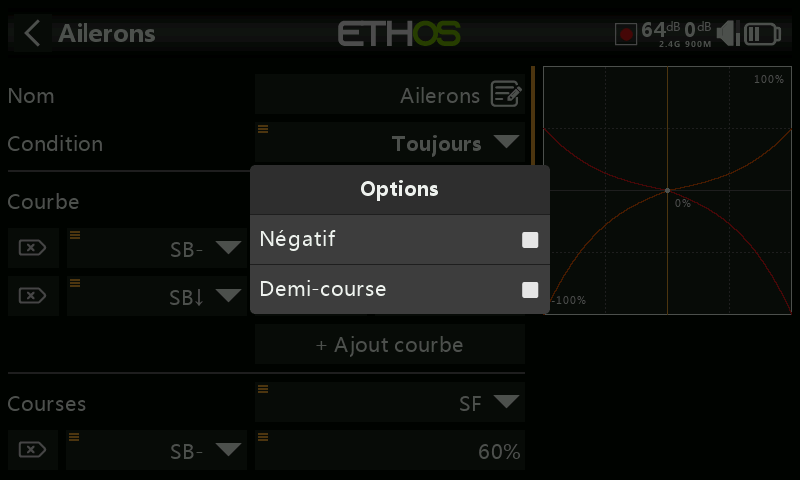 Ailerons
ETHOS
64dB 0dB
2.4G 900M
Nom
Ailerons
Condition
Toujours
100%
Options
Courbe
0%
Négatif
SB-
Demi-course
SB↓
-100%
+ Ajout courbe
Courses
SF
SB-
60%